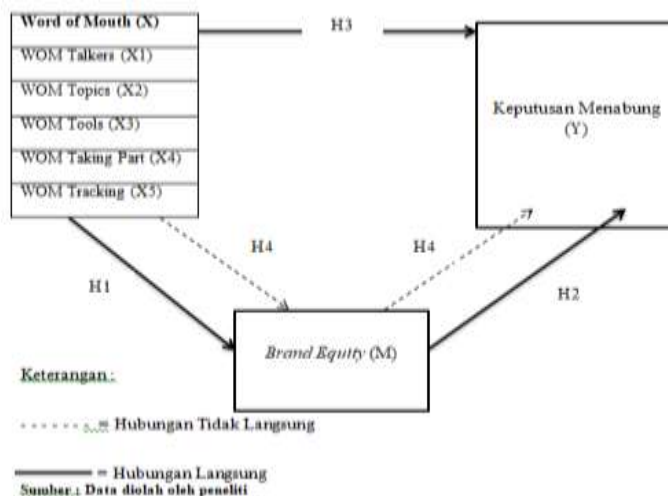 Word of Mouth (X)
WOM Talkers (X1)
WOM Topics (X2)
WOM Tools (X3)
WOM Taking Part (X4)
WOM Tracking (X5)
H3
Keputusan Menabung
(Y)
H4
H4
H1
H2
Brand Equity (M)
Keterangan :
= Hubungan Tidak Langsung
= Hubungan Langsung
Sumber : Data diolah oleh peneliti